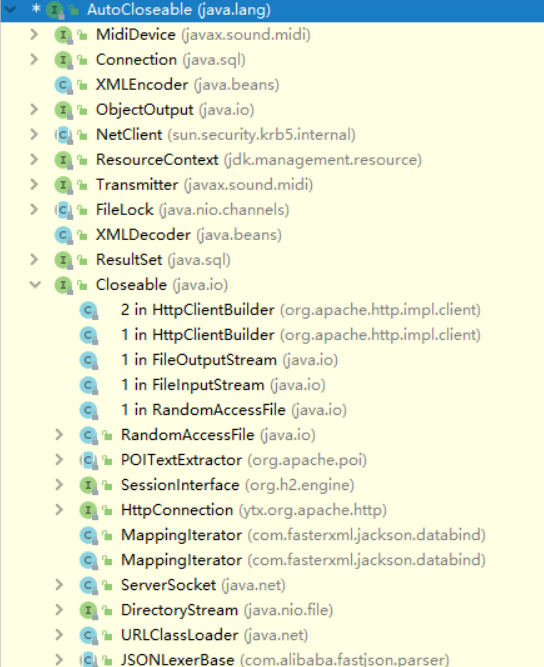 * AutoCloseable (java.lang)
MidiDevice (javax.sound.midi)
Connection (java.sql)
XMLEncoder (java.beans)
ObjectOutput (java.io)
NetClient (sun.security.krb5.internal)
ResourceContext (jdk.management.resource)
Transmitter (javax.sound.midi)
FileLock (java.nio.channels)
XMLDecoder (java.beans)
ResultSet (java.sql)
Closeable (java.io)
2 in HttpClientBuilder (org.apache.http.impl.client)
1 in HttpClientBuilder (org.apache.http.impl.client)
1 in FileOutputStream (java.io)
1 in FileInputStream (java.io)
1 in RandomAccessFile (java.io)
RandomAccessFile (java.io)
POITextExtractor (org.apache.poi)
SessionInterface (org.h2.engine)
HttpConnection (ytx.org.apache.http)
MappingIterator (com.fasterxml.jackson.databind)
MappingIterator (com.fasterxml.jackson.databind)
ServerSocket (java.net)
DirectoryStream (java.nio.file)
URLClassLoader (java.net)
JSONLexerBase (com.alibaba.fastjson.parser)